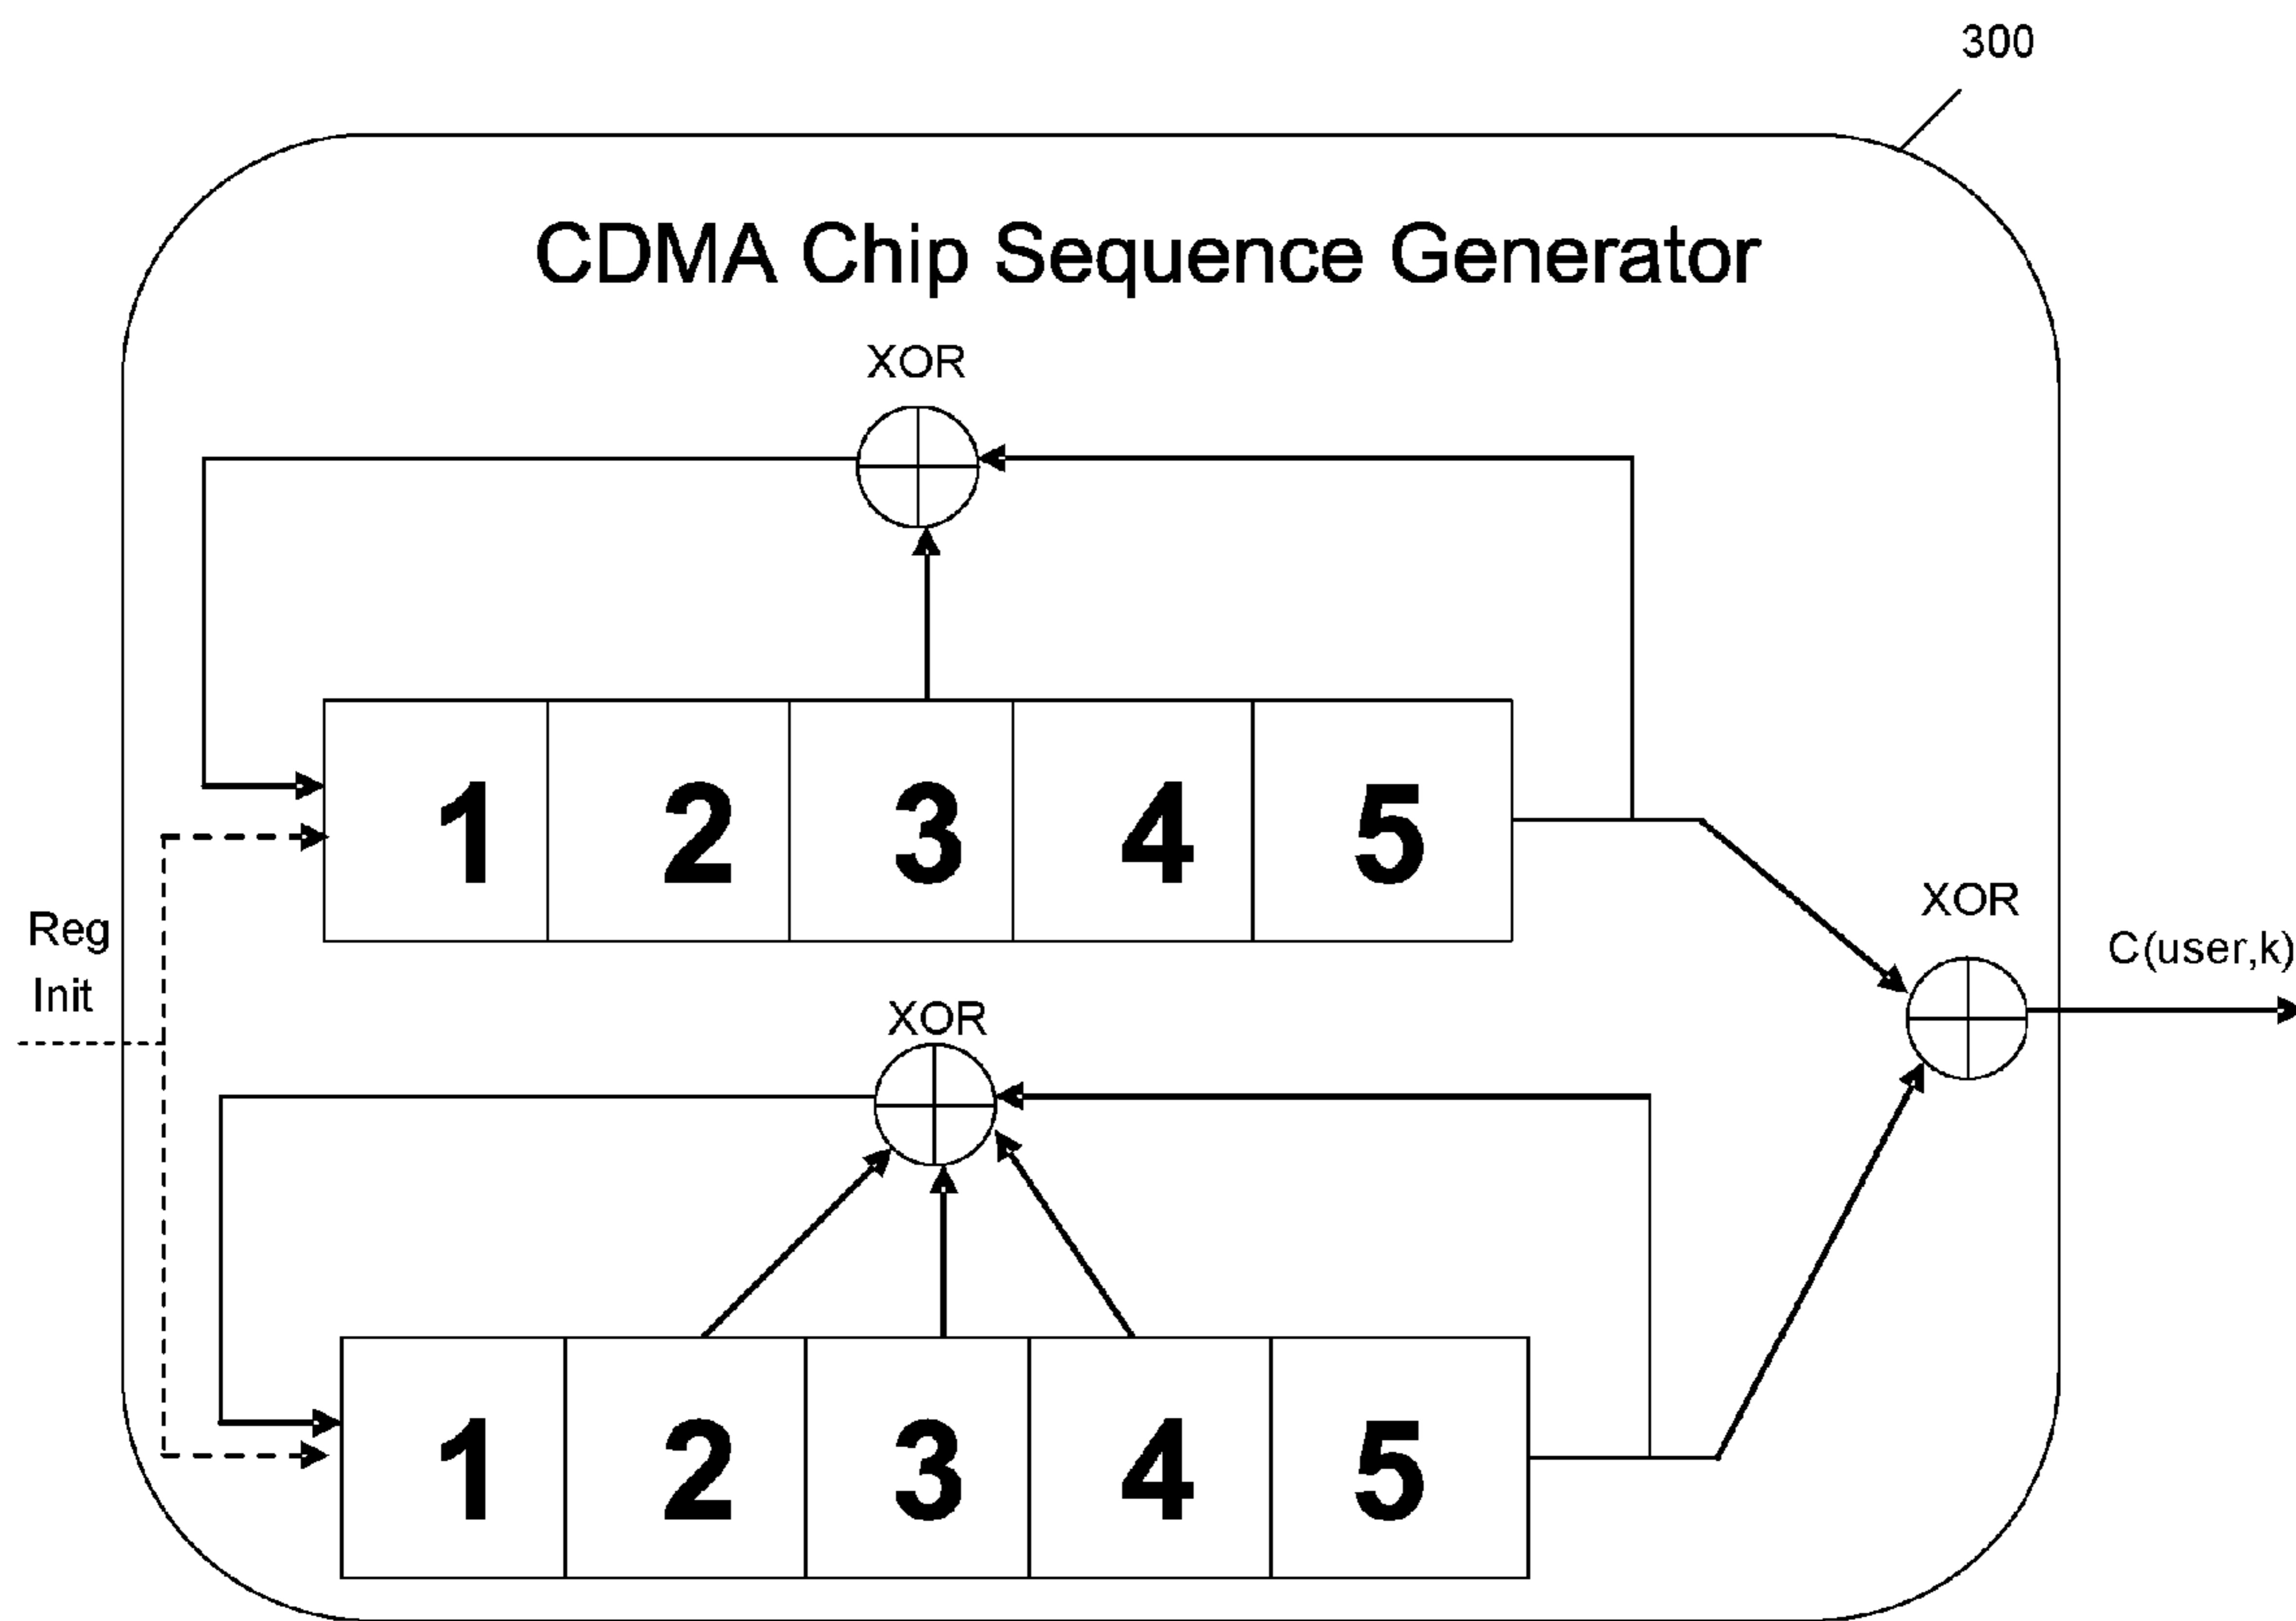 300
CDMA Chip Sequence Generator
XOR
1 2 3 4 5
XOR
Reg
Init
C(user,k)
XOR
1 2 3 4 5